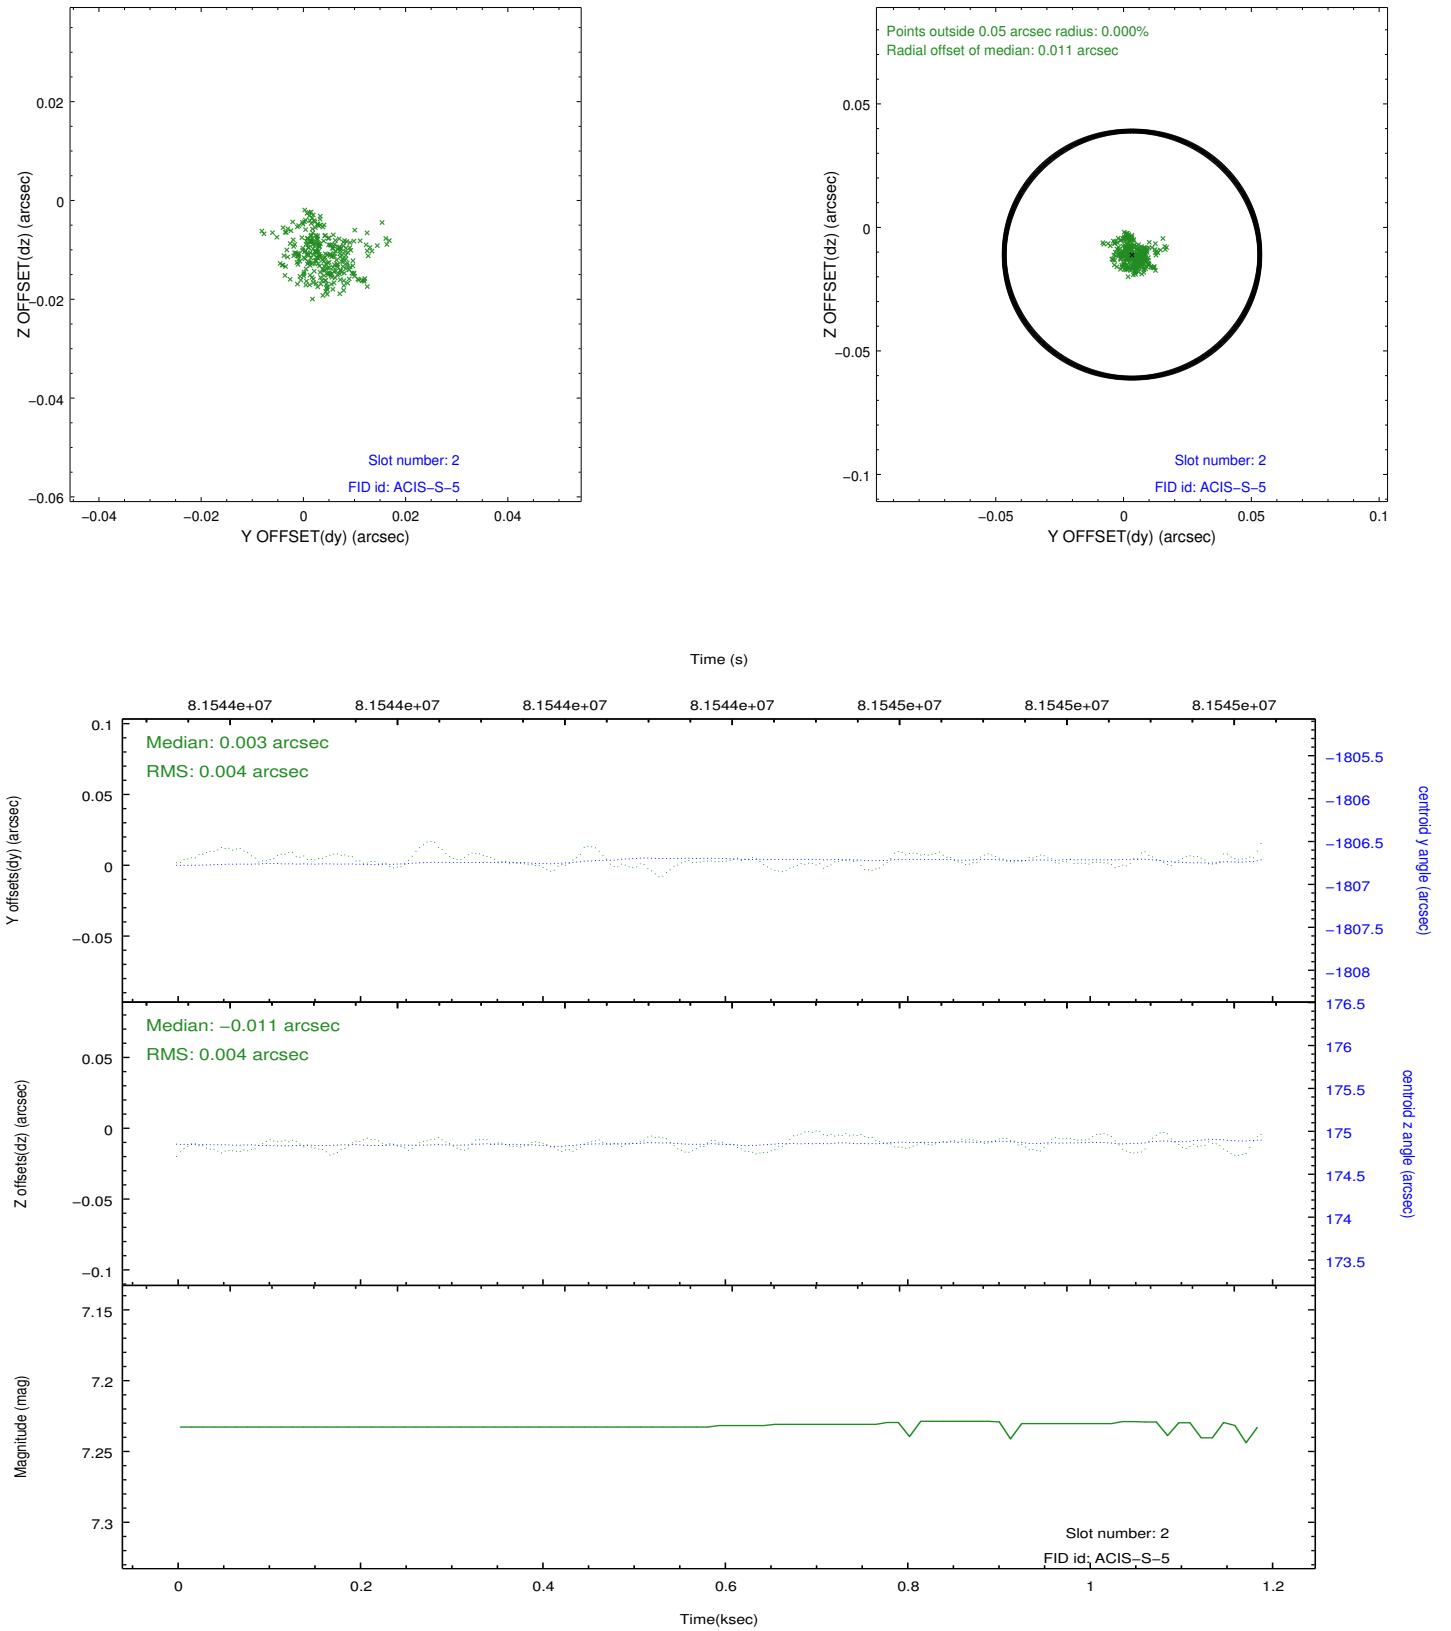 0.02
0
−0.02
−0.04
−0.06
Z OFFSET(dz) (arcsec)
Slot number: 2
FID id: ACIS−S−5
−0.04
−0.02
0
0.02
0.04
Y OFFSET(dy) (arcsec)
Points outside 0.05 arcsec radius: 0.000%
Radial offset of median: 0.011 arcsec
0.05
0
−0.05
−0.1
Z OFFSET(dz) (arcsec)
Slot number: 2
FID id: ACIS−S−5
−0.05
0
0.05
0.1
Y OFFSET(dy) (arcsec)
Time (s)
8.1544e+07
8.1544e+07
8.1544e+07
8.1544e+07
8.1545e+07
8.1545e+07
8.1545e+07
Median: 0.003 arcsec
RMS: 0.004 arcsec
0.1
0.05
0
−0.05
Y offsets(dy) (arcsec)
−1805.5
−1806
−1806.5
−1807
−1807.5
−1808
centroid y angle (arcsec)
Median: −0.011 arcsec
RMS: 0.004 arcsec
0.05
0
−0.05
−0.1
Z offsets(dz) (arcsec)
176.5
176
175.5
175
174.5
174
173.5
centroid z angle (arcsec)
7.15
7.2
7.25
7.3
Magnitude (mag)
Slot number: 2
FID id: ACIS−S−5
0
0.2
0.4
0.6
0.8
1
1.2
Time(ksec)